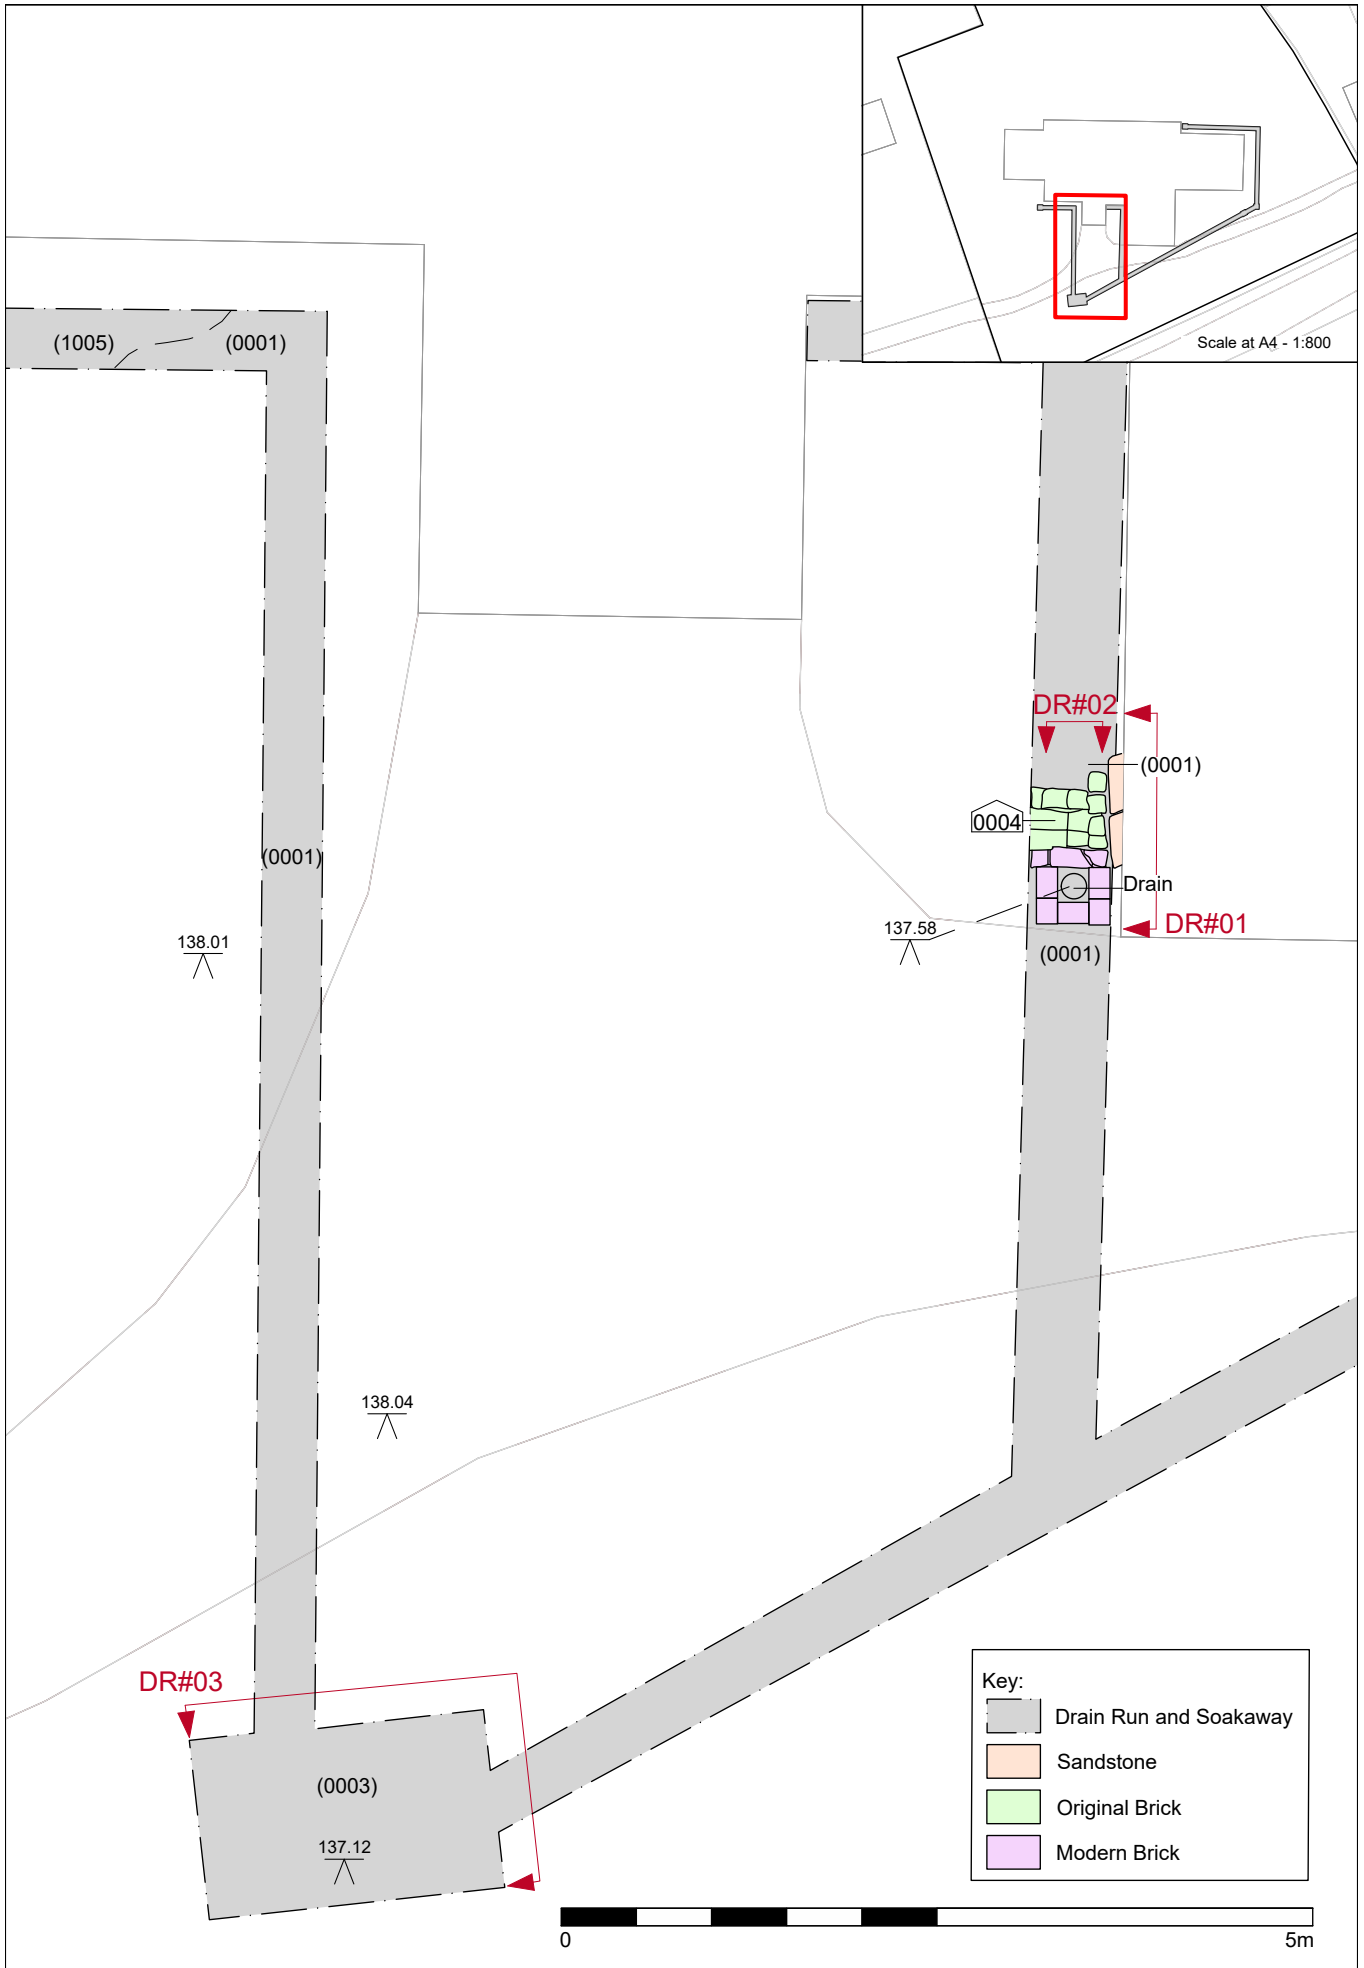 Scale at A4 - 1:800
(1005)
(0001)
DR#02
(0001)
0004
(0001)
Drain
DR#01
137.58
138.01
(0001)
138.04
DR#03
(0003)
137.12
Key:
Drain Run and Soakaway
Sandstone
Original Brick
Modern Brick
0
5m